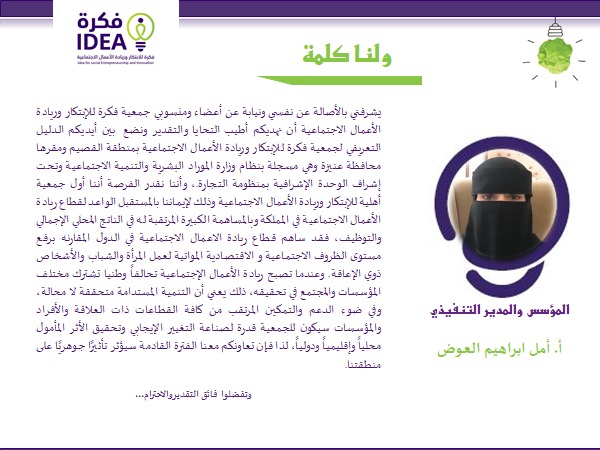 فكرة
IDEA
فكرة للابتكار وريادة الأعمال الاجتماعية
Idea for social Entrepreneurship and Innovation
ولنا كلمة
يشرفني بالأصالة عن نفسي ونيابة عن أعضاء ومنسوبي جمعية فكرة للإبتكار وريادة
الأعمال الاجتماعية أن نهديكم أطيب التحايا والتقدير ونضع بين أيديكم الدليل
التعريفي لجمعية فكرة للإبتكار وريادة الأعمال الاجتماعية بمنطقة القصيم ومقرها
محافظة عنيزة وهي مسجلة بنظام وزارة الموراد البشرية والتنمية الاجتماعية وتحت
إشراف الوحدة الإشرافية بمنظومة التجارة.، وأننا نقدر الفرصة أننا أول جمعية
أهلية للإبتكار وريادة الأعمال الاجتماعية وذلك لإيماننا بالمستقبل الواعد لقطاع ريادة
الأعمال الاجتماعية في المملكة وبالمساهمة الكبيرة المرتقبة له في الناتج المحلي الإجمالي
والتوظيف، فقد ساهم قطاع ريادة الاعمال الاجتماعية في الدول المقارنه برفع
مستوى الظروف الاجتماعية و الاقتصادية المواتية لعمل المرأة والشباب والأشخاص
ذوي الإعاقة. وعندما تصبح ريادة الأعمال الإجتماعية تحالفاً وطنيا تشترك مختلف
المؤسسات والمجتمع في تحقيقه، ذلك يعني أن التنمية المستدامة متحققة لا محالة،
وفي ضوء الدعم والتمكين المرتقب من كافة القطاعات ذات العلاقة والأفراد
والمؤسسات سيكون للجمعية قدرة لصناعة التغيير الإيجابي وتحقيق الأثر المأمول
محلياً وإقليمياً ودولياً، لذا فإن تعاونكم معنا الفترة القادمة سيؤثر تأثيرًا جوهريًا على
منطقتنا.
وتفضلوا فائق التقدير والاحترام...
المؤسس والمدير التنفيذي
أ. أمل ابراهيم العوض